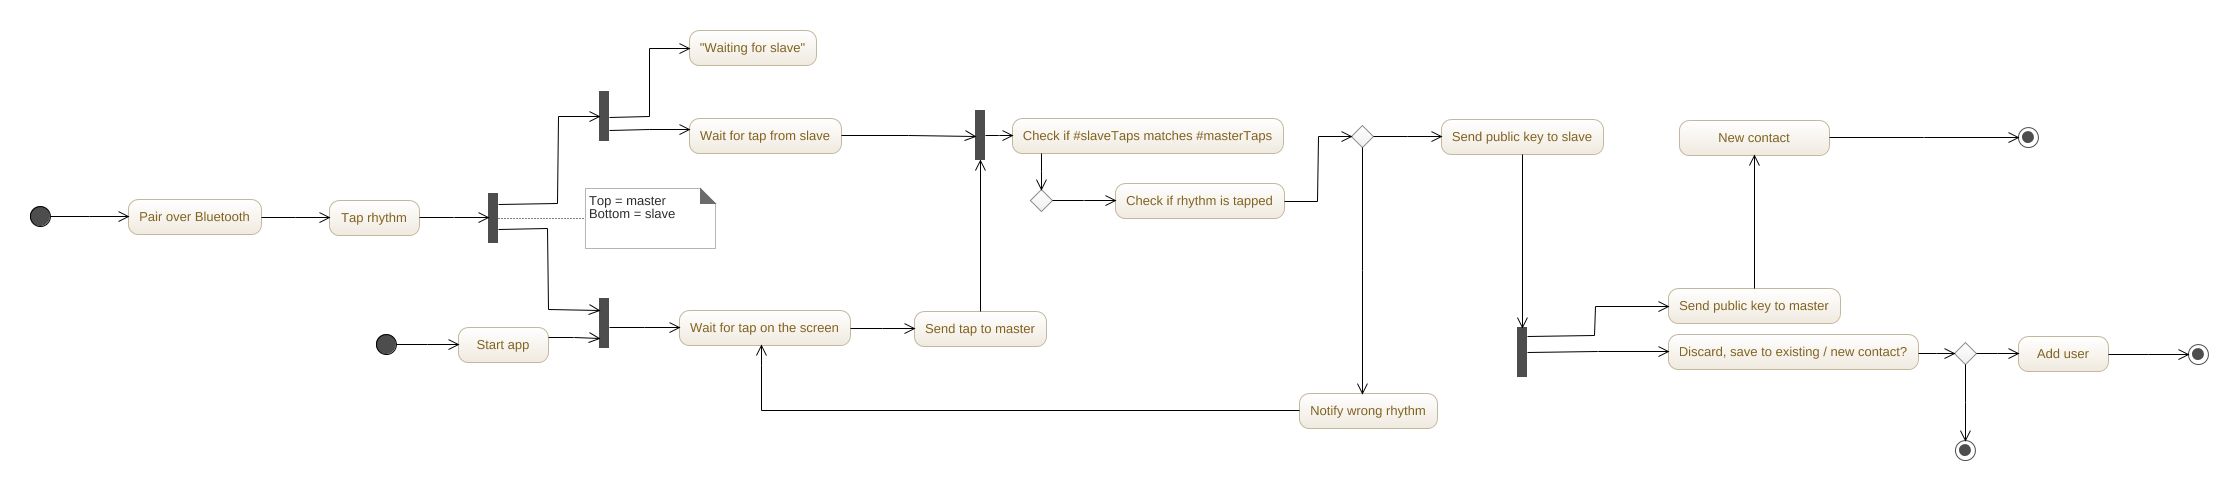 "Waiting for slave"
Wait for tap from slave
Check if #slaveTaps matches #masterTaps
Send public key to slave
New contact
Check if rhythm is tapped
Top = master
Bottom = slave
Pair over Bluetooth
Tap rhythm
Send public key to master
Start app
Wait for tap on the screen
Send tap to master
Discard, save to existing / new contact?
Add user
Notify wrong rhythm